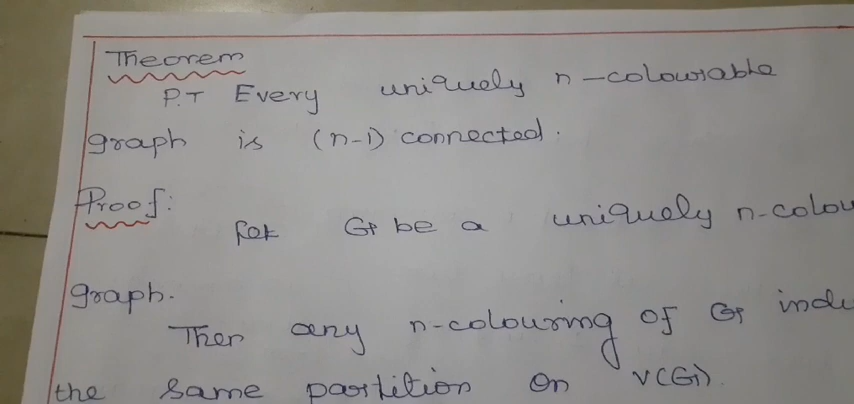 Theorem
P.T Every uniquely n-colourable
graph is (n-1) connected.
Proof:
Let G be a uniquely n-colou
graph.
Then any n-colouring of G indu
the same partition on V(G).